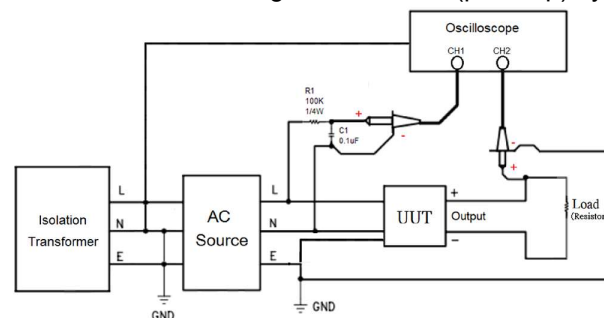 Oscilloscope
CH1
CH2
R1
100K
1/4W
+
C1
0.1uF
-
-
+
L
N
E
Isolation
Transformer
AC
Source
L
N
E
UUT
+
Output
−
Load
(Resistor
GND
GND